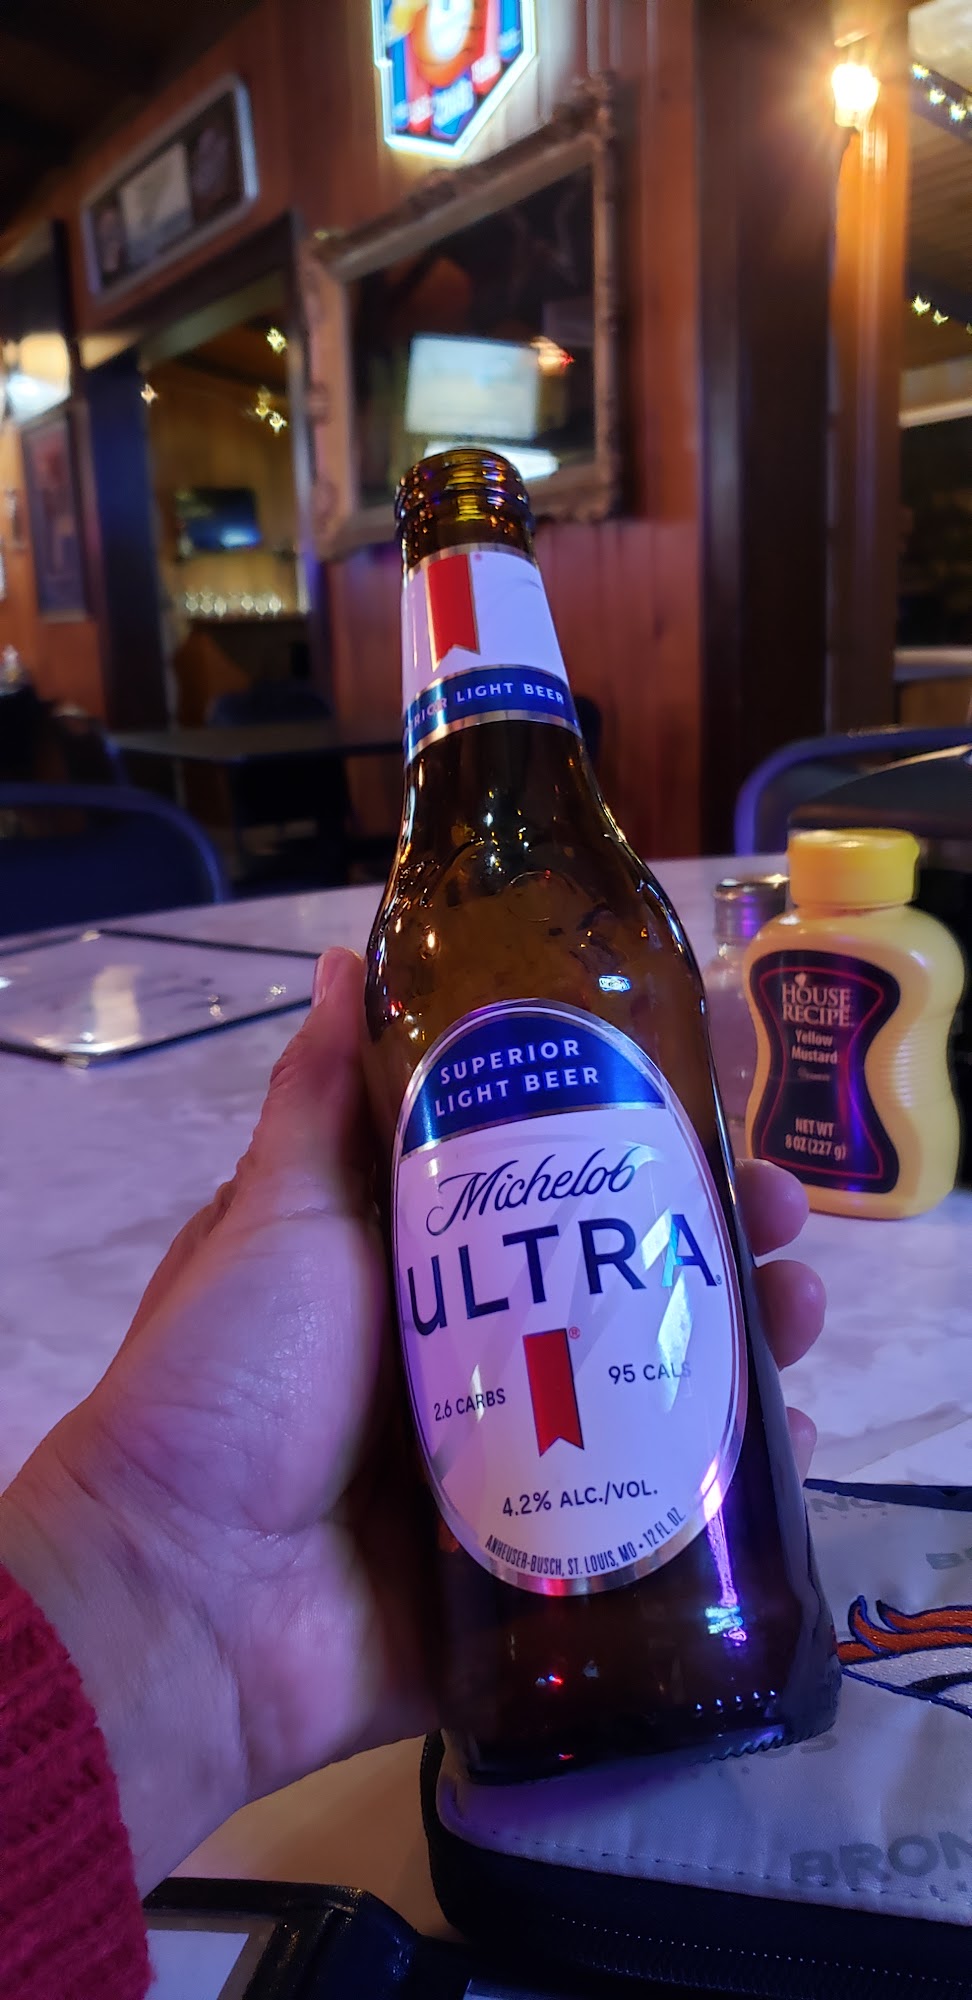 LIGHT BEER
SUPERIOR
LIGHT BEER
Michelob
ULTRA
®
2.6 CARBS
95 CALS
4.2% ALC./VOL.
ANHEUSER-BUSCH, ST. LOUIS, MO • 12 FL. OZ.
HOUSE
RECIPE
Yellow
Mustard
NET WT
8 OZ (227 g)
BRON